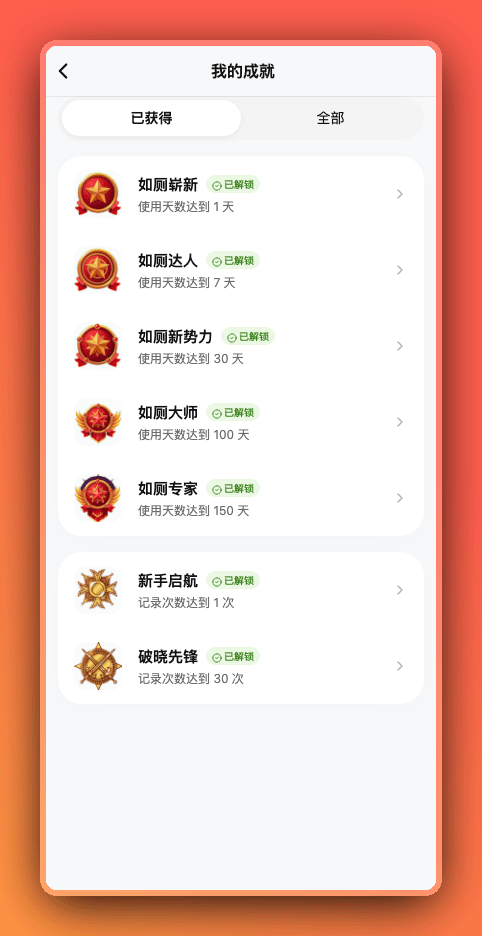 我的成就
已获得
全部
如厕崭新 已解锁
使用天数达到 1 天
如厕达人 已解锁
使用天数达到 7 天
如厕新势力 已解锁
使用天数达到 30 天
如厕大师 已解锁
使用天数达到 100 天
如厕专家 已解锁
使用天数达到 150 天
新手启航 已解锁
记录次数达到 1 次
破晓先锋 已解锁
记录次数达到 30 次